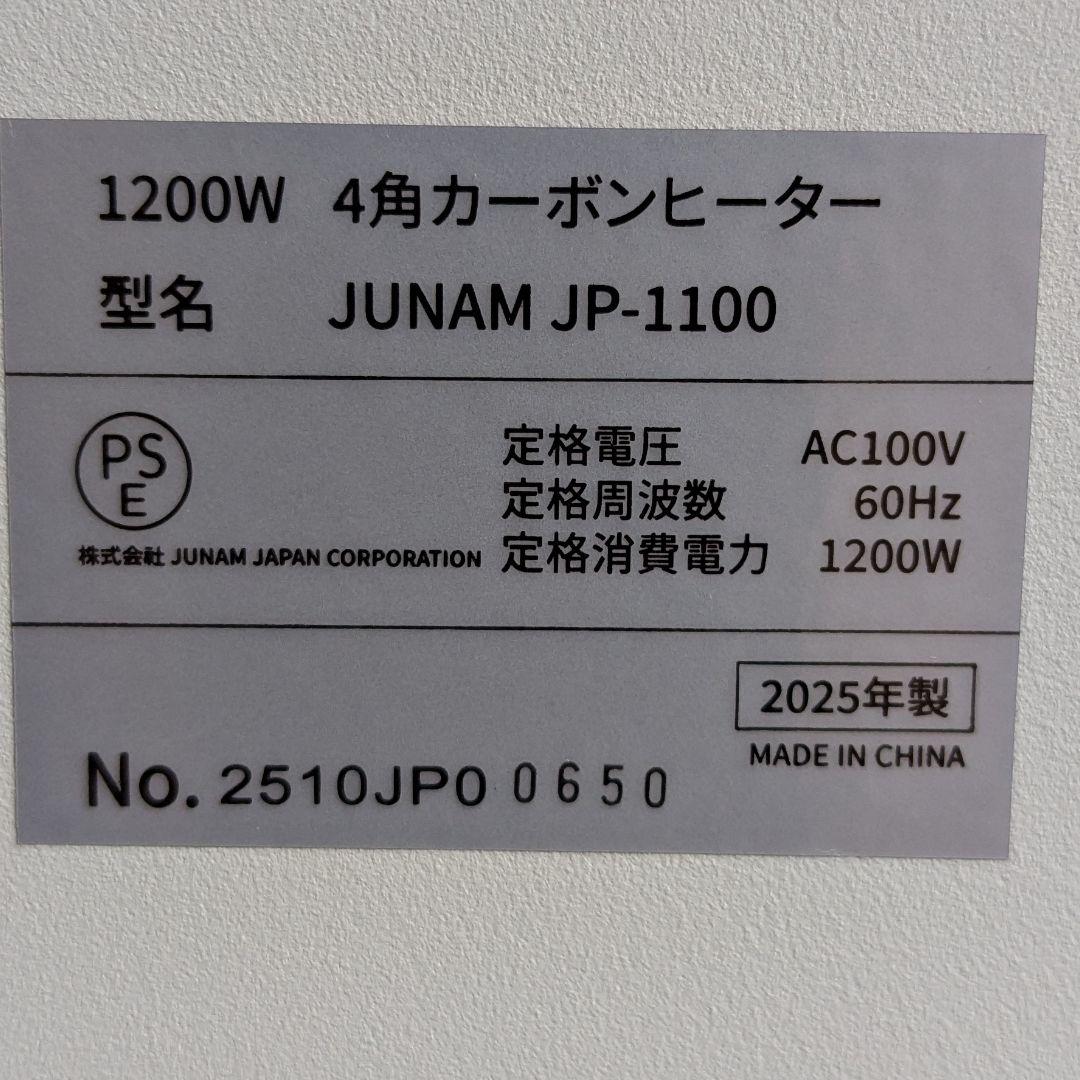 1200W 4角カーボンヒーター
型名 JUNAM JP-1100
PS
E
株式会社 JUNAM JAPAN CORPORATION
定格電圧 AC100V
定格周波数 60Hz
定格消費電力 1200W
2025年製
MADE IN CHINA
No. 2510JP0 0650